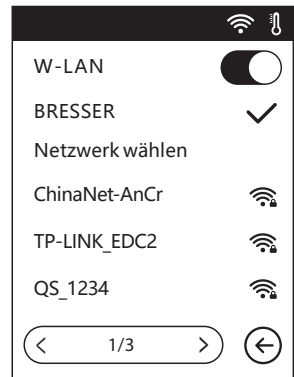 W-LAN
BRESSER
Netzwerk wählen
ChinaNet-AnCr
TP-LINK_EDC2
QS_1234
1/3